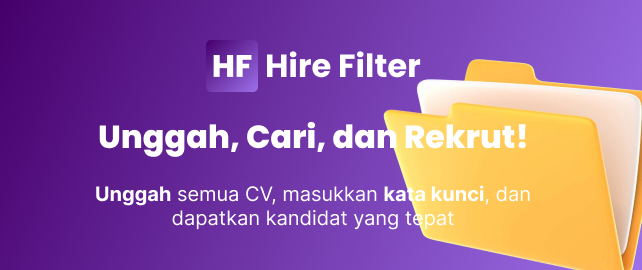 HF Hire Filter
Unggah, Cari, dan Rekrut!
Unggah semua CV, masukkan kata kunci, dan
dapatkan kandidat yang tepat